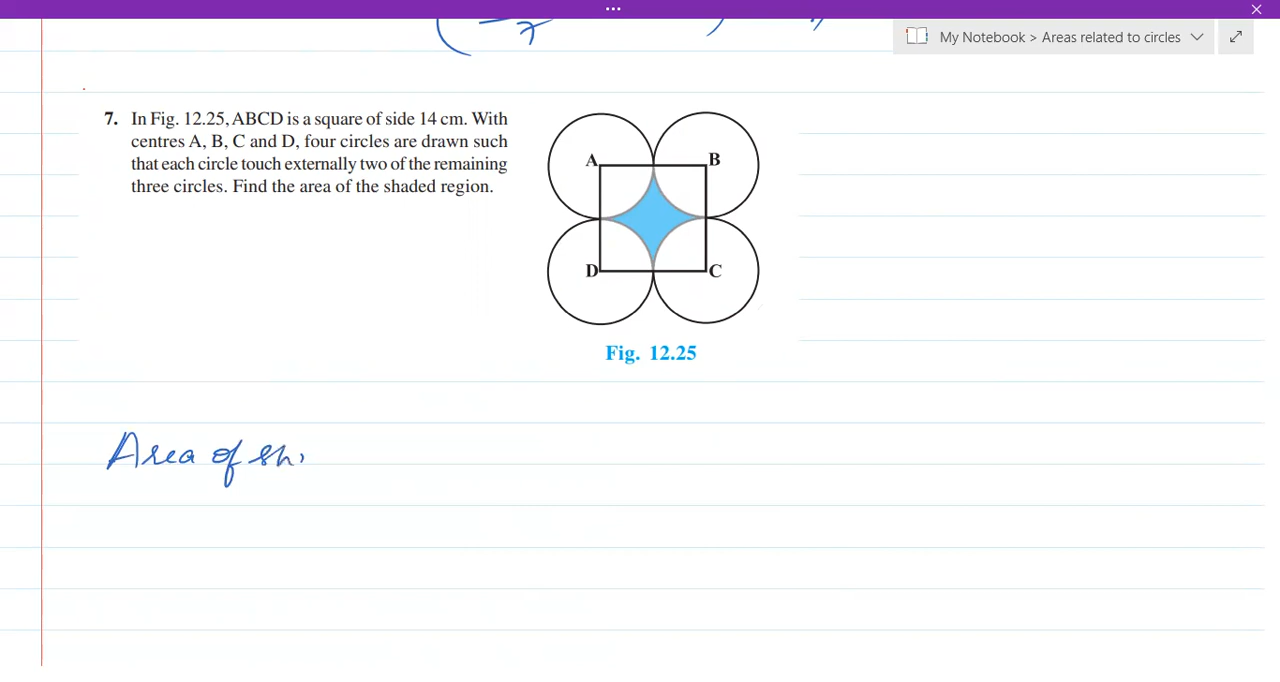 ...
My Notebook > Areas related to circles
7. In Fig. 12.25, ABCD is a square of side 14 cm. With
centres A, B, C and D, four circles are drawn such
that each circle touch externally two of the remaining
three circles. Find the area of the shaded region.
A
B
D
C
Fig. 12.25
Area of sh